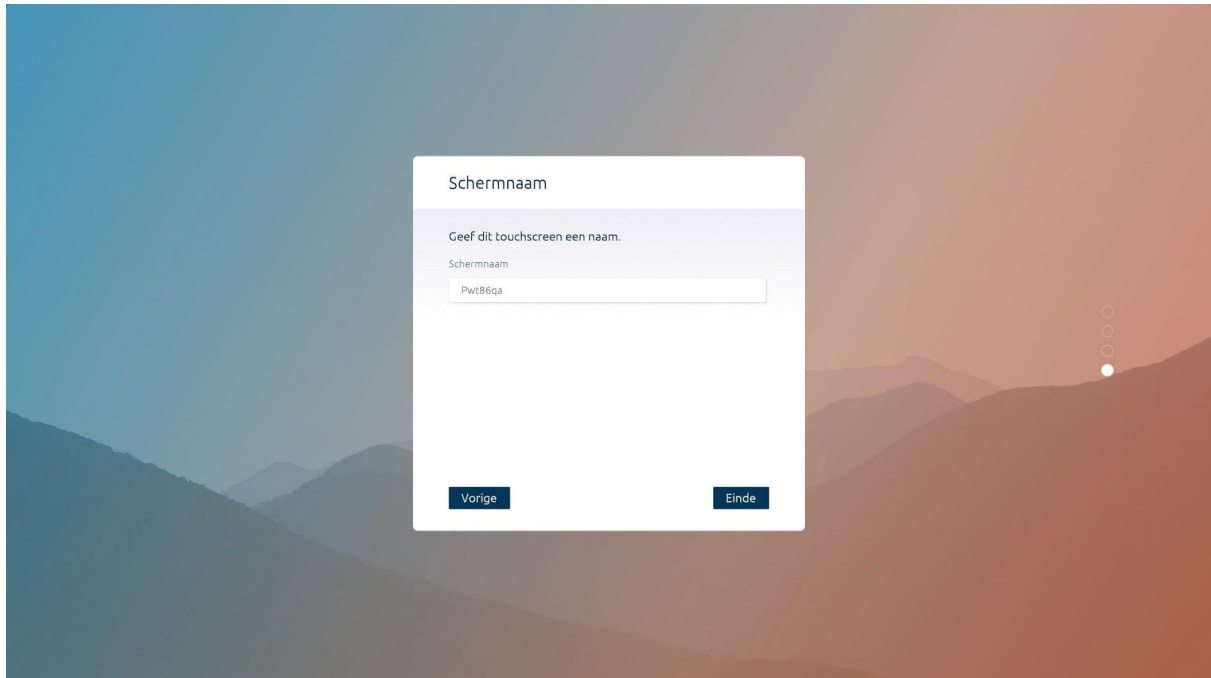 Schermnaam
Geef dit touchscreen een naam.
Schermnaam
Pwt86qa
Vorige
Einde